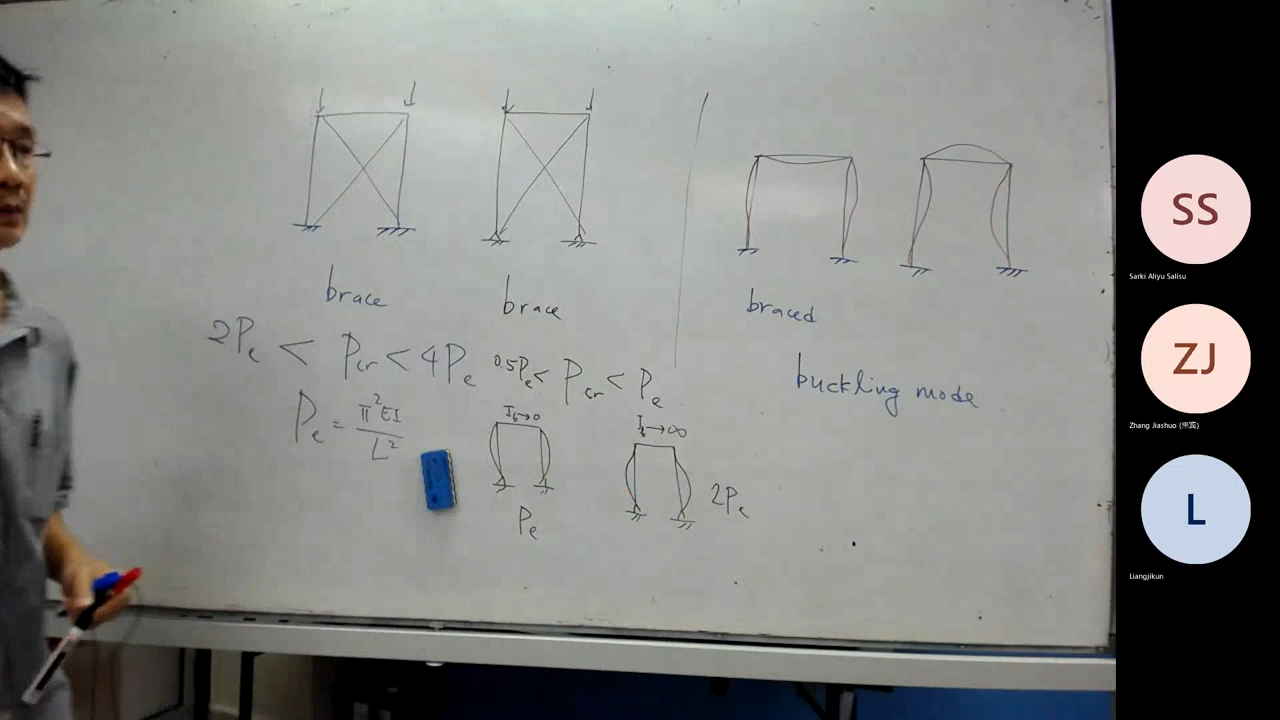 brace
brace
2Pe < Pcr < 4Pe
0.5Pe < Pcr < Pe
Pe = π²EI / L²
Ib→0
Pe
Ib→∞
2Pe
braced
buckling mode
SS
Sarki Aliyu Salisu
ZJ
Zhang Jiashuo
L
Liangjikun